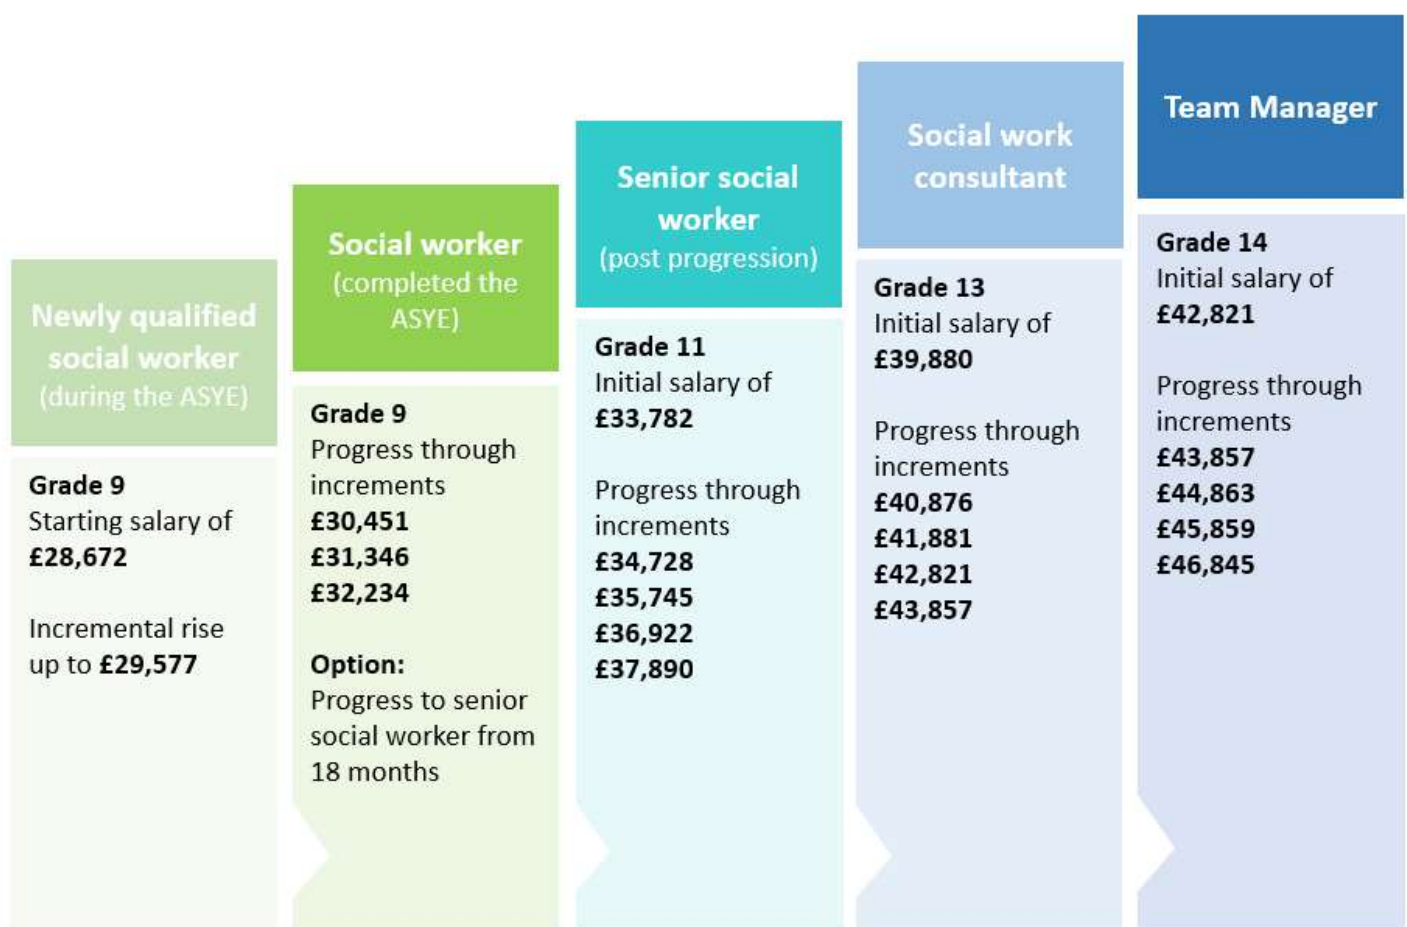 Newly qualified
social worker
(during the ASYE)
Grade 9
Starting salary of
£28,672
Incremental rise
up to £29,577
Social worker
(completed the
ASYE)
Grade 9
Progress through
increments
£30,451
£31,346
£32,234
Option:
Progress to senior
social worker from
18 months
Senior social
worker
(post progression)
Grade 11
Initial salary of
£33,782
Progress through
increments
£34,728
£35,745
£36,922
£37,890
Social work
consultant
Grade 13
Initial salary of
£39,880
Progress through
increments
£40,876
£41,881
£42,821
£43,857
Team Manager
Grade 14
Initial salary of
£42,821
Progress through
increments
£43,857
£44,863
£45,859
£46,845